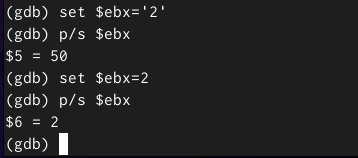 (gdb) set $ebx='2'
(gdb) p/s $ebx
$5 = 50
(gdb) set $ebx=2
(gdb) p/s $ebx
$6 = 2
(gdb)